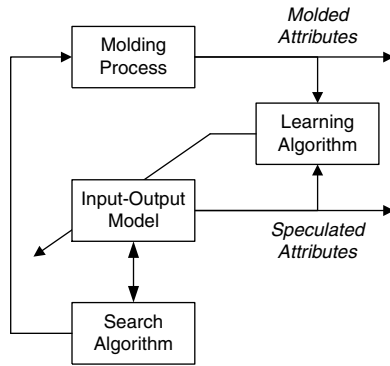 Molded
Attributes
Molding
Process
Learning
Algorithm
Input-Output
Model
Speculated
Attributes
Search
Algorithm